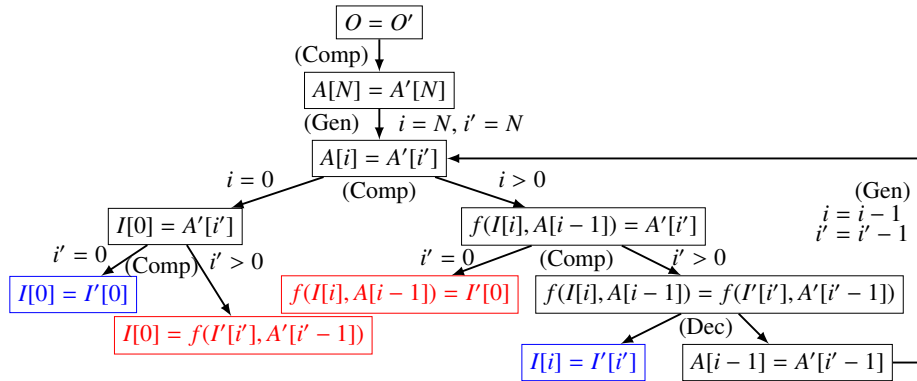 O = O′
(Comp)
A[N] = A′[N]
(Gen) i = N, i′ = N
A[i] = A′[i′]
i = 0 (Comp) i > 0
(Gen)
i = i − 1
i′ = i′ − 1
I[0] = A′[i′] f(I[i], A[i − 1]) = A′[i′]
i′ = 0 (Comp) i′ > 0 i′ = 0 (Comp) i′ > 0
I[0] = I′[0] f(I[i], A[i − 1]) = I′[0] f(I[i], A[i − 1]) = f(I′[i′], A′[i′ − 1])
I[0] = f(I′[i′], A′[i′ − 1]) (Dec)
I[i] = I′[i′] A[i − 1] = A′[i′ − 1]